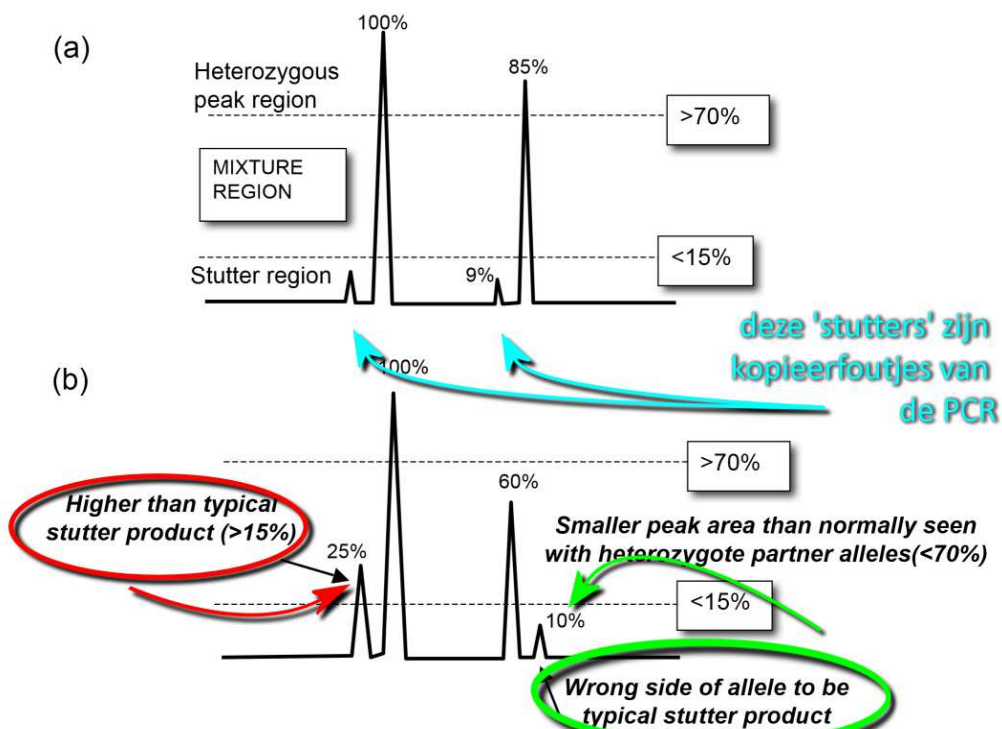 (a)
100%
Heterozygous
peak region
85%
>70%
MIXTURE
REGION
<15%
Stutter region
9%
deze 'stutters' zijn
kopieerfoutjes van
de PCR
(b)
100%
>70%
60%
Higher than typical
stutter product (>15%)
25%
Smaller peak area than normally seen
with heterozygote partner alleles(<70%)
<15%
10%
Wrong side of allele to be
typical stutter product